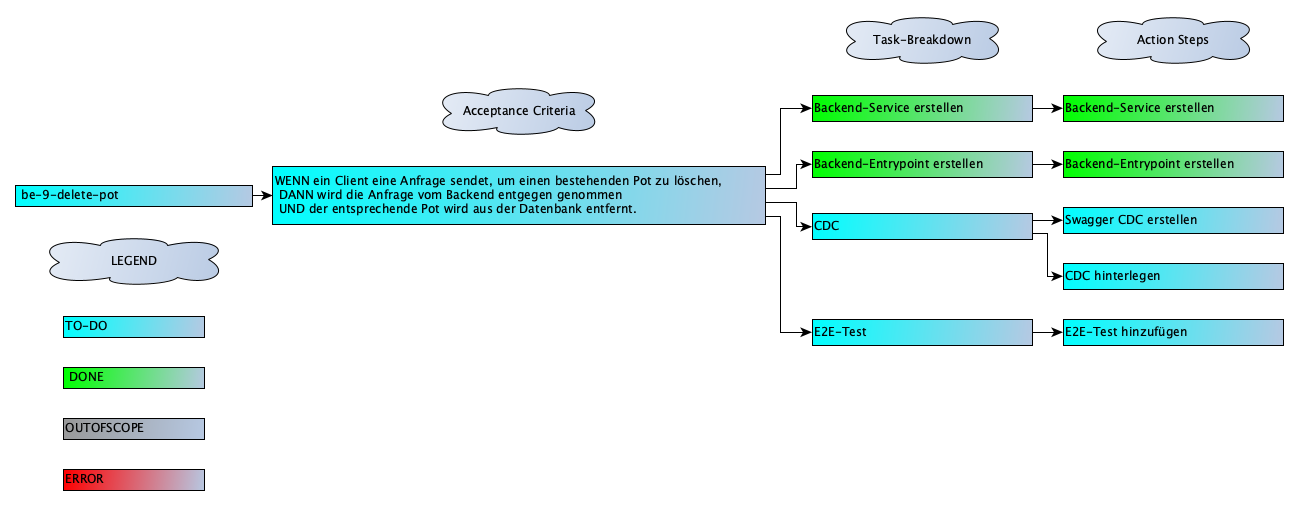 Task-Breakdown
Action Steps
Acceptance Criteria
Backend-Service erstellen
Backend-Service erstellen
Backend-Entrypoint erstellen
Backend-Entrypoint erstellen
be-9-delete-pot
WENN ein Client eine Anfrage sendet, um einen bestehenden Pot zu löschen,
DANN wird die Anfrage vom Backend entgegen genommen
UND der entsprechende Pot wird aus der Datenbank entfernt.
CDC
Swagger CDC erstellen
CDC hinterlegen
E2E-Test
E2E-Test hinzufügen
LEGEND
TO-DO
DONE
OUTOFSCOPE
ERROR